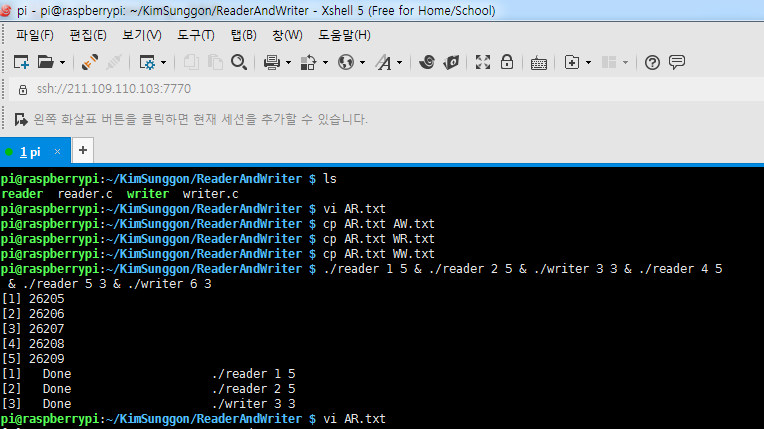 pi - pi@raspberrypi: ~/KimSunggon/ReaderAndWriter - Xshell 5 (Free for Home/School)
파일(F) 편집(E) 보기(V) 도구(T) 탭(B) 창(W) 도움말(H)
ssh://211.109.110.103:7770
왼쪽 화살표 버튼을 클릭하면 현재 세션을 추가할 수 있습니다.
1 pi × +
pi@raspberrypi:~/KimSunggon/ReaderAndWriter $ ls
reader  reader.c  writer  writer.c
pi@raspberrypi:~/KimSunggon/ReaderAndWriter $ vi AR.txt
pi@raspberrypi:~/KimSunggon/ReaderAndWriter $ cp AR.txt AW.txt
pi@raspberrypi:~/KimSunggon/ReaderAndWriter $ cp AR.txt WR.txt
pi@raspberrypi:~/KimSunggon/ReaderAndWriter $ cp AR.txt WW.txt
pi@raspberrypi:~/KimSunggon/ReaderAndWriter $ ./reader 1 5 & ./reader 2 5 & ./writer 3 3 & ./reader 4 5
 & ./reader 5 3 & ./writer 6 3
[1] 26205
[2] 26206
[3] 26207
[4] 26208
[5] 26209
[1]   Done                    ./reader 1 5
[2]   Done                    ./reader 2 5
[3]   Done                    ./writer 3 3
pi@raspberrypi:~/KimSunggon/ReaderAndWriter $ vi AR.txt